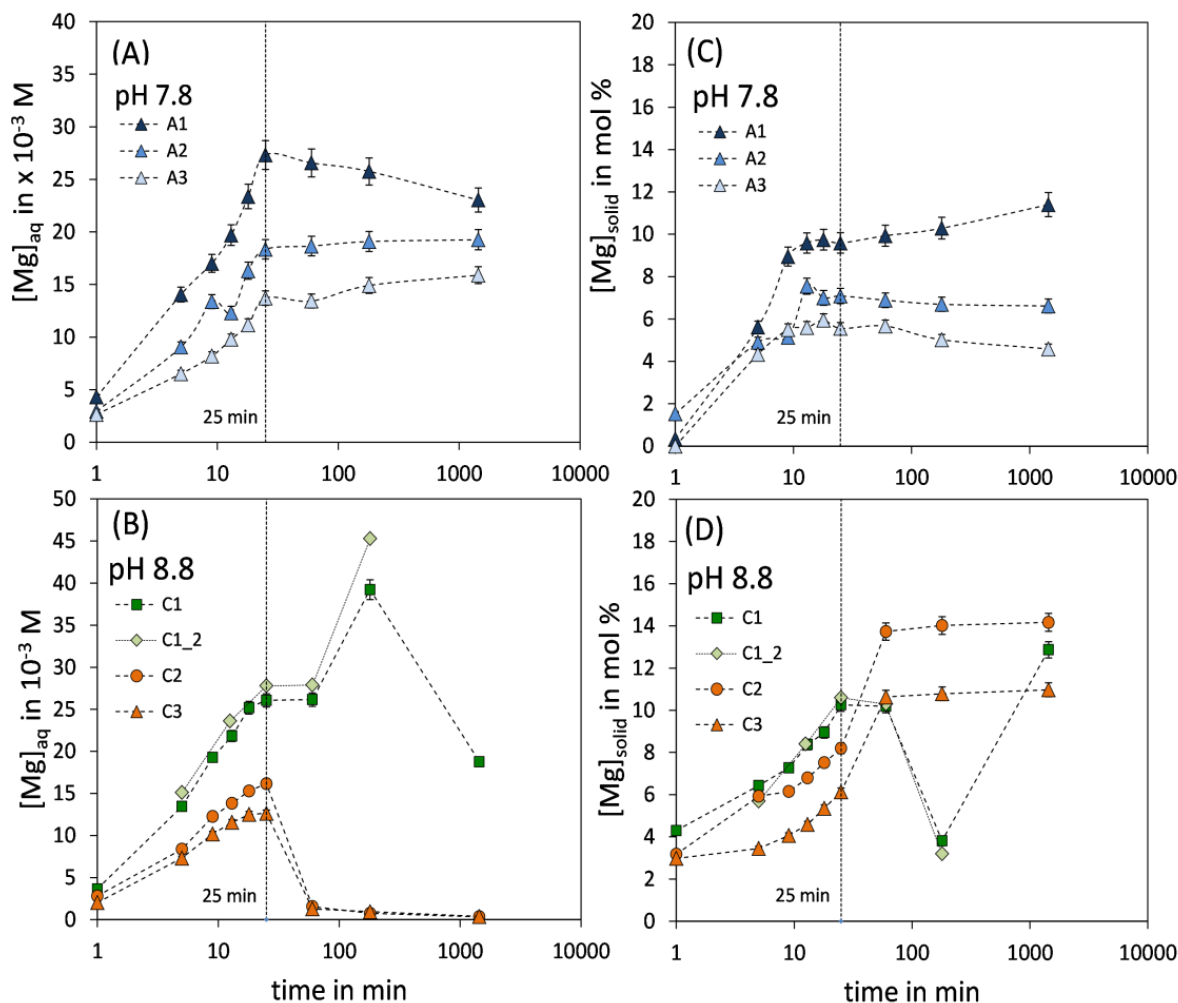 (A)
pH 7.8
A1
A2
A3
25 min
[Mg]aq in x 10-3 M
40
35
30
25
20
15
10
5
0
1
10
100
1000
10000
(C)
pH 7.8
A1
A2
A3
25 min
[Mg]solid in mol %
20
18
16
14
12
10
8
6
4
2
0
1
10
100
1000
10000
(B)
pH 8.8
C1
C1_2
C2
C3
25 min
[Mg]aq in 10-3 M
50
45
40
35
30
25
20
15
10
5
0
1
10
100
1000
10000
time in min
(D)
pH 8.8
C1
C1_2
C2
C3
25 min
[Mg]solid in mol %
20
18
16
14
12
10
8
6
4
2
0
1
10
100
1000
10000
time in min